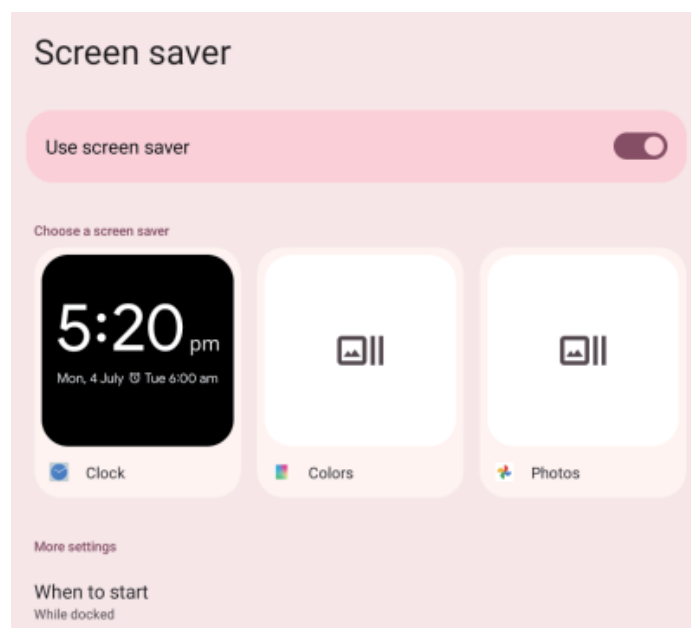 Screen saver
Use screen saver
Choose a screen saver
5:20 pm
Mon, 4 July ⏰ Tue 6:00 am
Clock
Colors
Photos
More settings
When to start
While docked